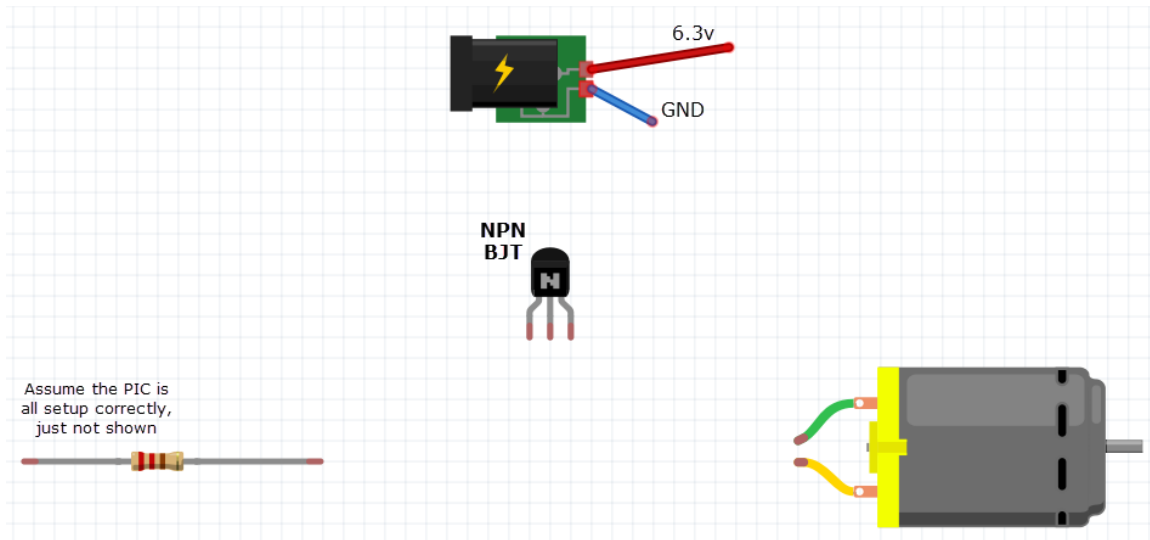 6.3v
GND
NPN
BJT
N
Assume the PIC is
all setup correctly,
just not shown